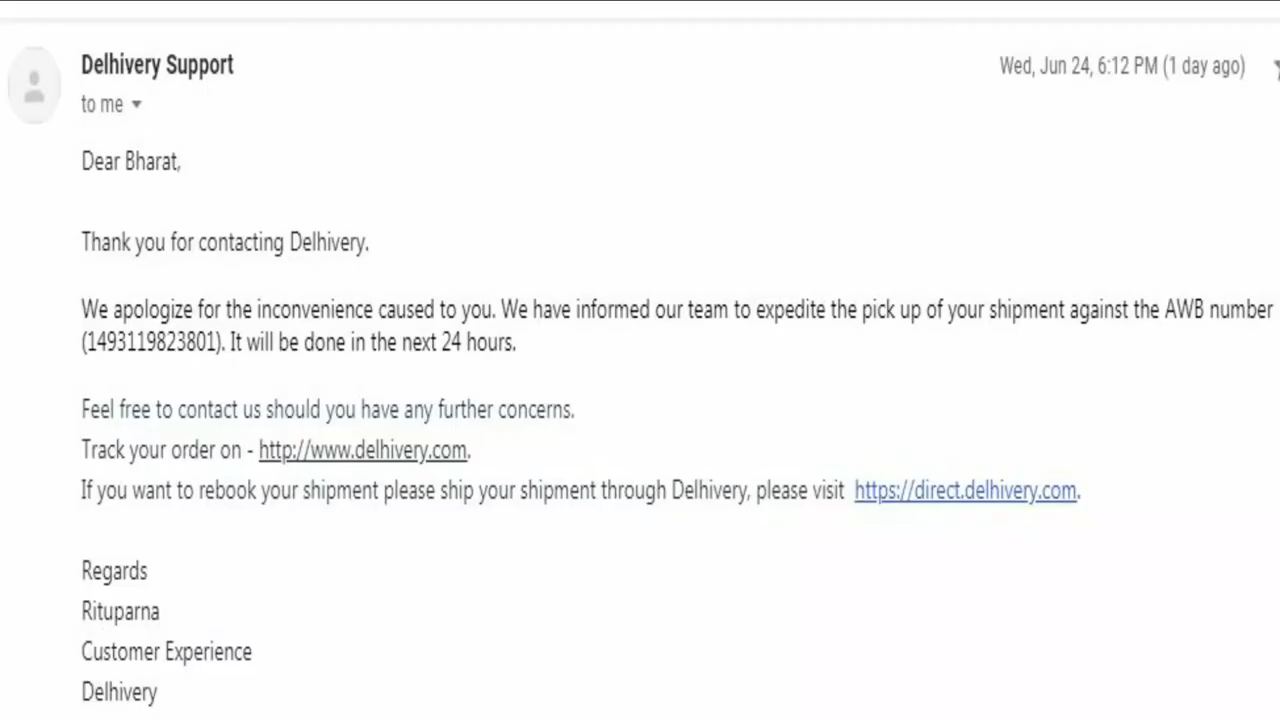 Delhivery Support
Wed, Jun 24, 6:12 PM (1 day ago)
to me
Dear Bharat,
Thank you for contacting Delhivery.
We apologize for the inconvenience caused to you. We have informed our team to expedite the pick up of your shipment against the AWB number
(1493119823801). It will be done in the next 24 hours.
Feel free to contact us should you have any further concerns.
Track your order on - http://www.delhivery.com.
If you want to rebook your shipment please ship your shipment through Delhivery, please visit https://direct.delhivery.com.
Regards
Rituparna
Customer Experience
Delhivery